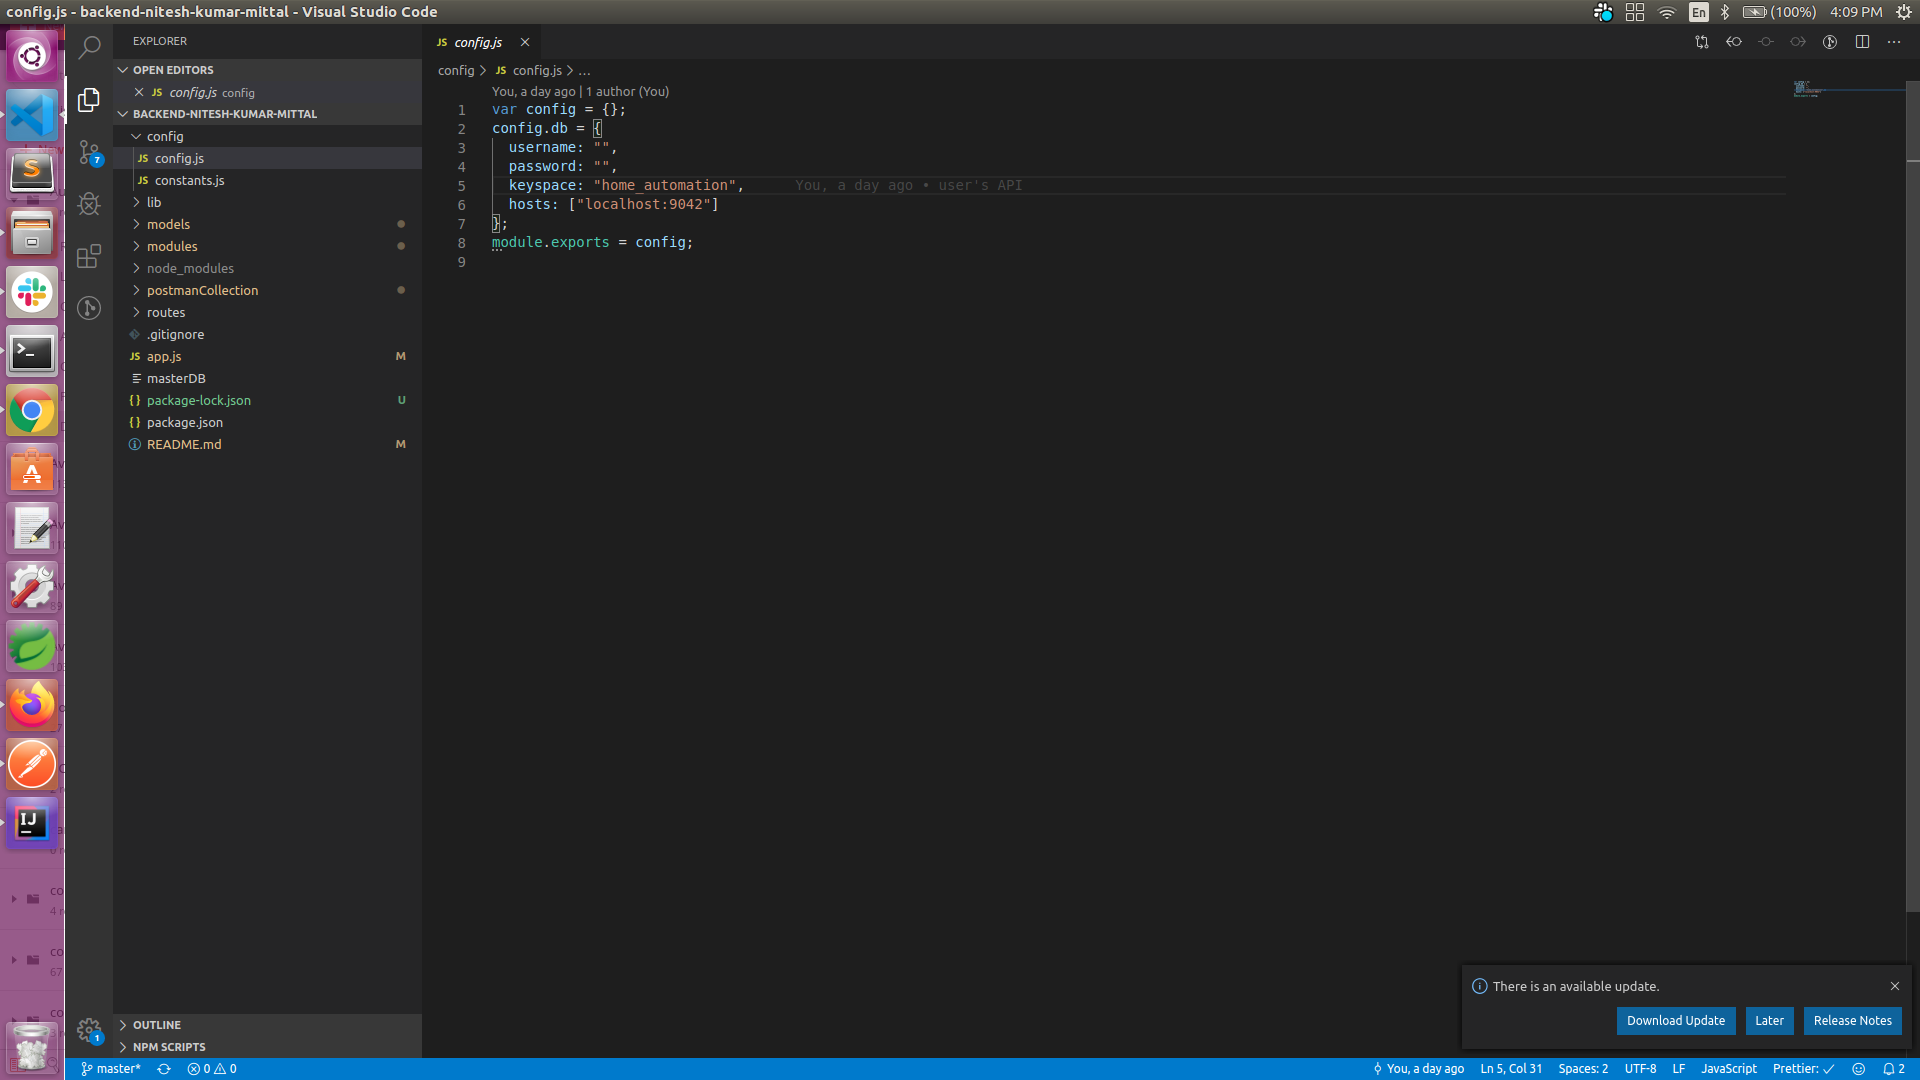 config.js - backend-nitesh-kumar-mittal - Visual Studio Code
En
(100%)
4:09 PM
EXPLORER
OPEN EDITORS
JS config.js config
BACKEND-NITESH-KUMAR-MITTAL
config
JS config.js
JS constants.js
lib
models
modules
node_modules
postmanCollection
routes
.gitignore
JS app.js M
masterDB
{ } package-lock.json U
{ } package.json
README.md M
OUTLINE
NPM SCRIPTS
7
1
JS config.js
config > JS config.js > ...
You, a day ago | 1 author (You)
1 var config = {};
2 config.db = {
3 username: "",
4 password: "",
5 keyspace: "home_automation", You, a day ago • user's API
6 hosts: ["localhost:9042"]
7 };
8 module.exports = config;
9
There is an available update.
Download Update
Later
Release Notes
master*
0
0
You, a day ago
Ln 5, Col 31
Spaces: 2
UTF-8
LF
JavaScript
Prettier: ✓
2